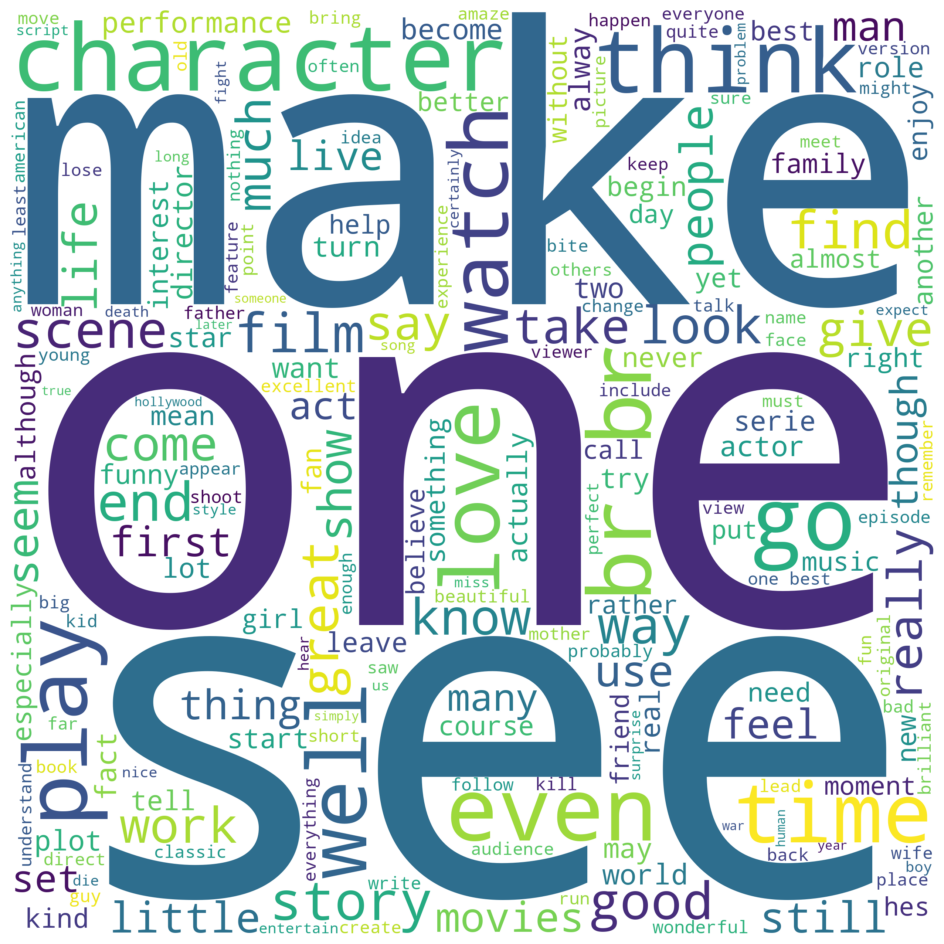 move
script
performance
old
bring
often
become
amaze
happen
everyone
quite
best
man
version
character
think
role
might
enjoy
fight
problem
sure
picture
without
alway
better
american
least
anything
lose
long
nothing
much
idea
live
watch
certainly
keep
meet
family
people
begin
make
life
interest
director
help
turn
feature
point
experience
bite
day
find
another
others
yet
almost
woman
death
father
someone
two
change
talk
expect
scene
star
later
song
film
say
take
look
name
face
give
although
young
true
want
excellent
viewer
never
right
hollywood
mean
act
include
must
serie
though
remember
come
funny
appear
fan
show
love
something
actually
call
br br
try
actor
seem
end
shoot
style
great
believe
perfect
view
put
go
episode
first
lot
enough
miss
beautiful
one best
music
one
especially
big
kid
girl
know
rather
way
really
play
hear
leave
mother
probably
fun
original
far
thing
saw
us
many
use
real
friend
surprise
need
feel
bad
new
brilliant
start
simply
short
course
understand
book
fact
nice
well
follow
kill
lead
moment
see
tell
work
even
time
plot
direct
classic
everything
audience
may
war
human
year
back
wife
boy
set
die
guy
write
run
world
place
kind
little
story
movies
good
still
hes
entertain
create
wonderful